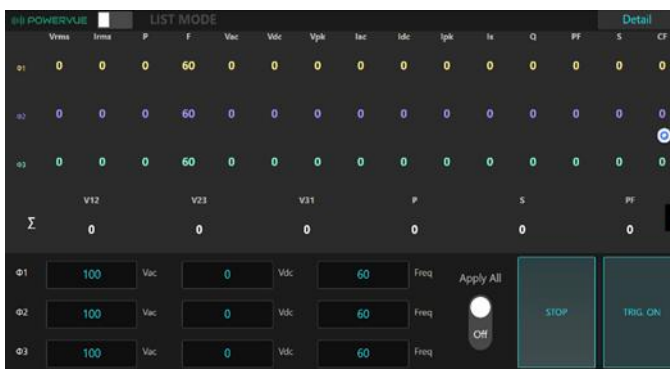 POWERVUE LIST MODE Detail
Vrms Irms P F Vac Vdc Vpk Iac Idc Ipk Is Q PF S CF
Φ1 0 0 0 60 0 0 0 0 0 0 0 0 0 0 0
Φ2 0 0 0 60 0 0 0 0 0 0 0 0 0 0 0
Φ3 0 0 0 60 0 0 0 0 0 0 0 0 0 0 0
V12 V23 V31 P S PF
Σ 0 0 0 0 0 0
Φ1 100 Vac 0 Vdc 60 Freq Apply All
Φ2 100 Vac 0 Vdc 60 Freq Off STOP TRIG. ON
Φ3 100 Vac 0 Vdc 60 Freq